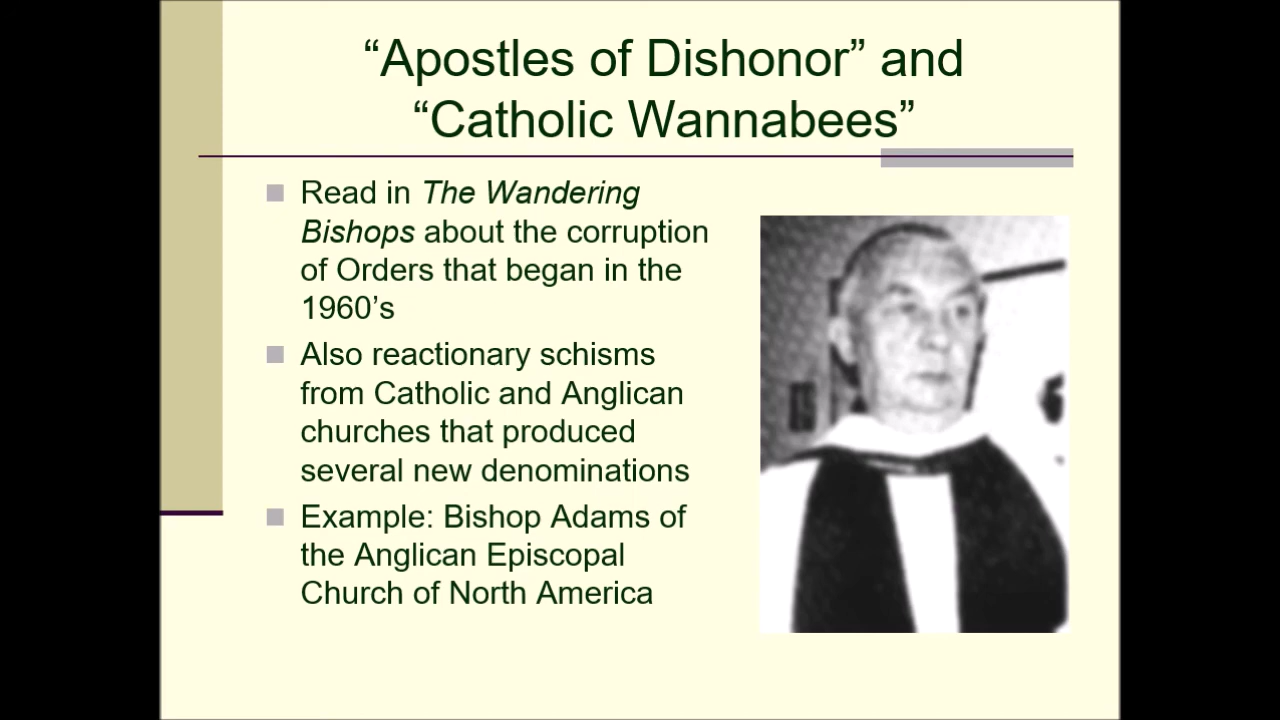 “Apostles of Dishonor” and
“Catholic Wannabees”
Read in The Wandering
Bishops about the corruption
of Orders that began in the
1960’s
Also reactionary schisms
from Catholic and Anglican
churches that produced
several new denominations
Example: Bishop Adams of
the Anglican Episcopal
Church of North America